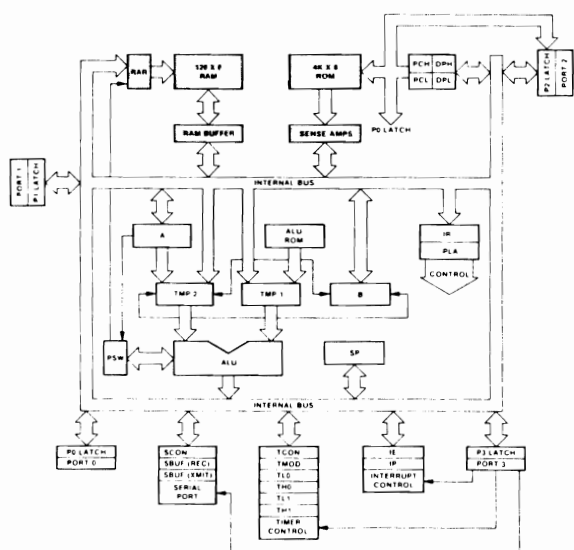 RAR
128 X 8
RAM
4K X 8
ROM
PCH
DPH
PCL
DPL
P2 LATCH
PORT 2
P0 LATCH
RAM BUFFER
SENSE AMPS
PORT 1
P1 LATCH
INTERNAL BUS
A
ALU
ROM
IR
PLA
CONTROL
TMP 2
TMP 1
B
PSW
ALU
SP
INTERNAL BUS
P0 LATCH
PORT 0
SCON
SBUF (REC)
SBUF (XMIT)
SERIAL
PORT
TCON
TMOD
TL0
TH0
TL1
TH1
TIMER
CONTROL
IE
IP
INTERRUPT
CONTROL
P3 LATCH
PORT 3